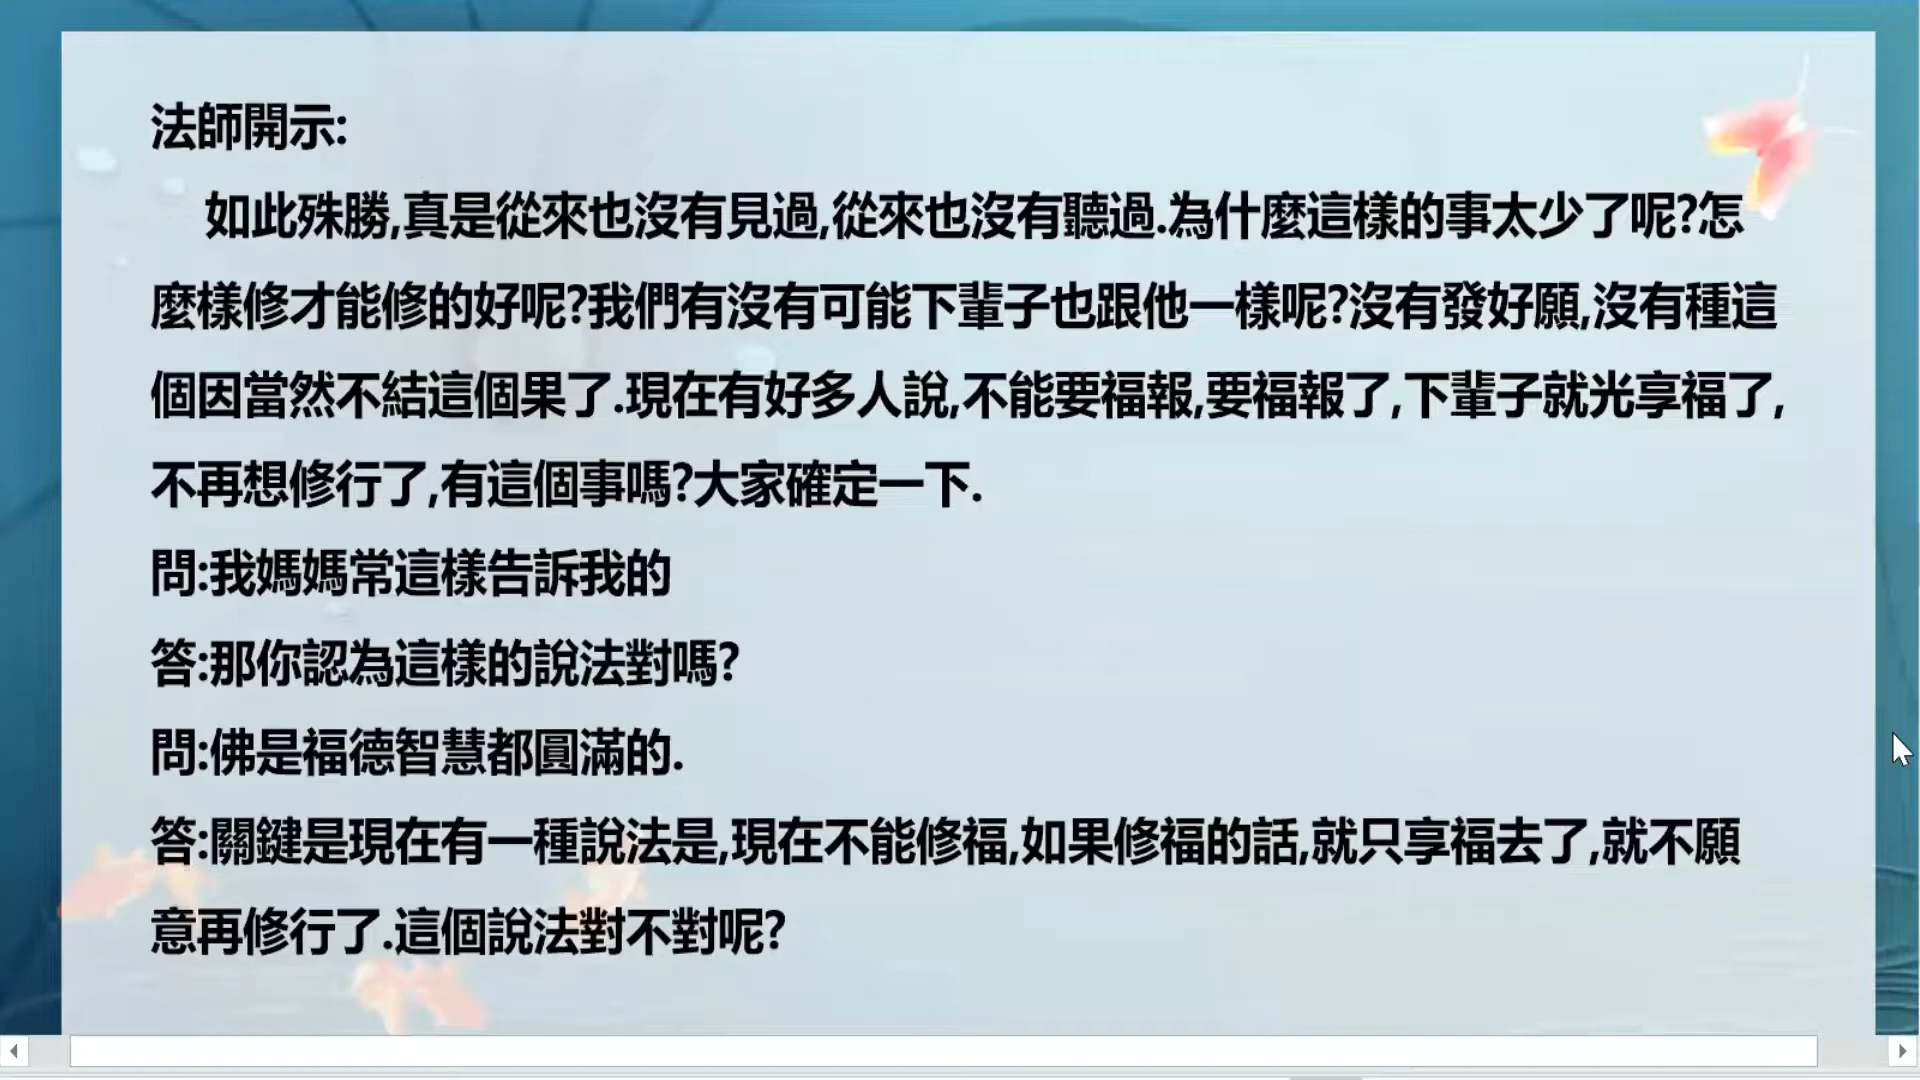 法師開示:
如此殊勝,真是從來也沒有見過,從來也沒有聽過.為什麼這樣的事太少了呢?怎
麼樣修才能修的好呢?我們有沒有可能下輩子也跟他一樣呢?沒有發好願,沒有種這
個因當然不結這個果了.現在有好多人說,不能要福報,要福報了,下輩子就光享福了,
不再想修行了,有這個事嗎?大家確定一下.
問:我媽媽常這樣告訴我的
答:那你認為這樣的說法對嗎?
問:佛是福德智慧都圓滿的.
答:關鍵是現在有一種說法是,現在不能修福,如果修福的話,就只享福去了,就不願
意再修行了.這個說法對不對呢?